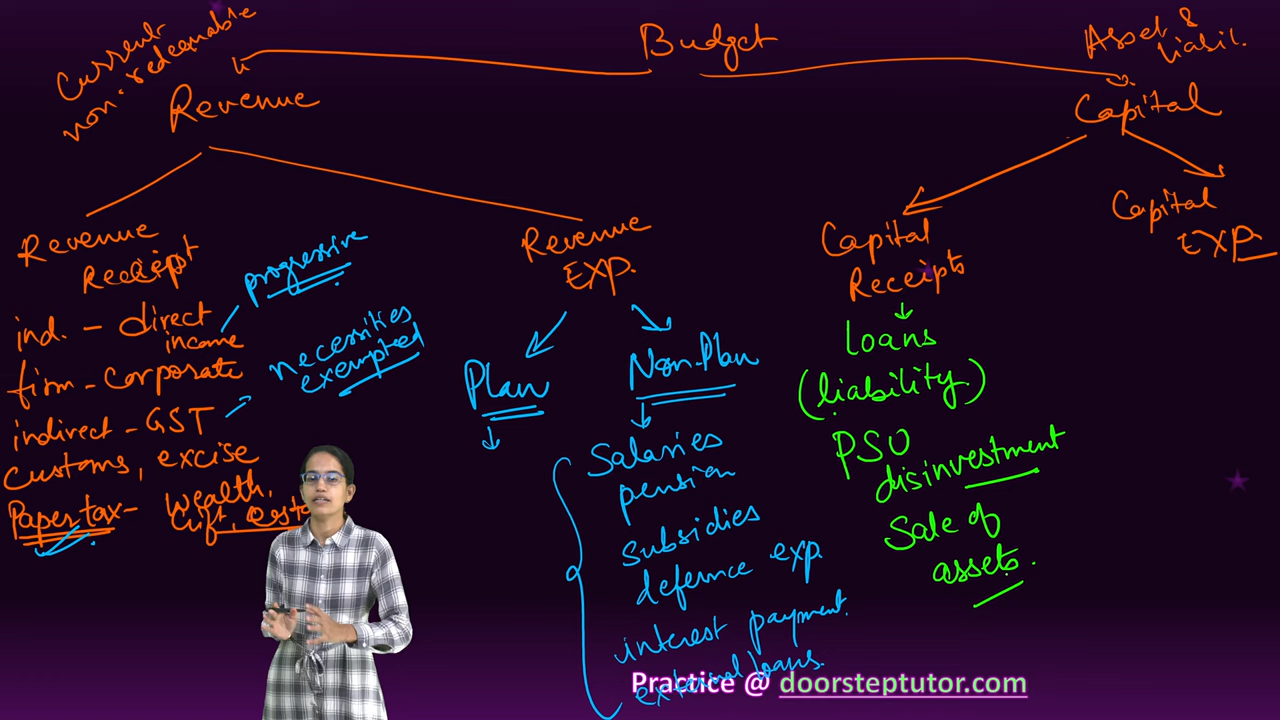 Budget
Current
non-redeemable
Revenue
Asset &
liabil.
Capital
Revenue
Receipt
ind. - direct
income
progressive
firm - corporate
indirect - GST
necessities
exempted
Customs, excise
Paper tax - Wealth,
Gift, esta
Revenue
EXP.
Plan
Non-Plan
Salaries
pension
Subsidies
defernce exp.
interest payment.
external loans.
Capital
Receipts
loans
(liability)
PSU
disinvestment
Sale of
assets.
Capital
EXP.
Practice @ doorsteptutor.com